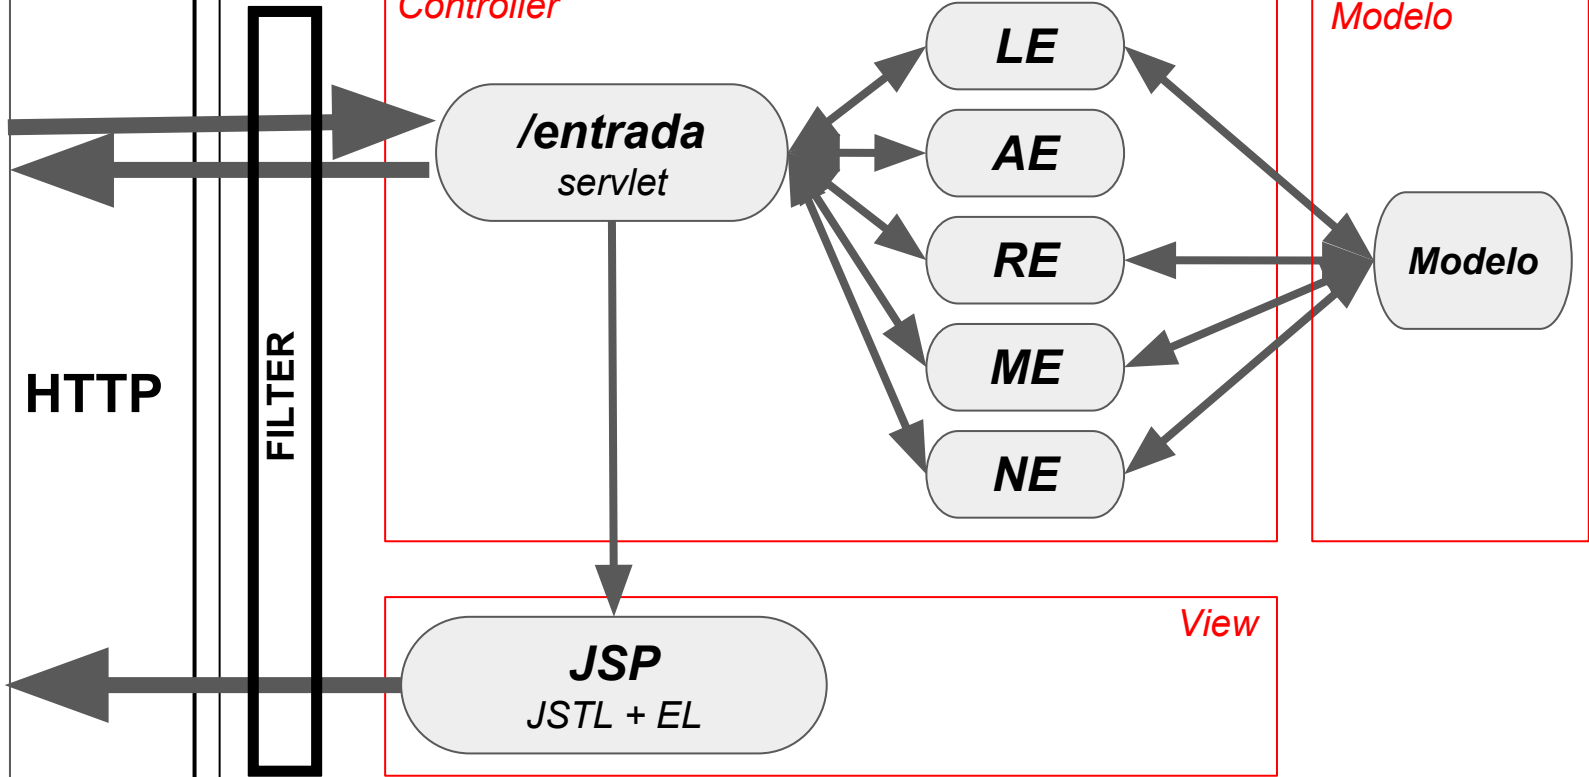 Controller
Modelo
LE
/entrada
servlet
AE
RE
Modelo
ME
NE
HTTP
FILTER
View
JSP
JSTL + EL